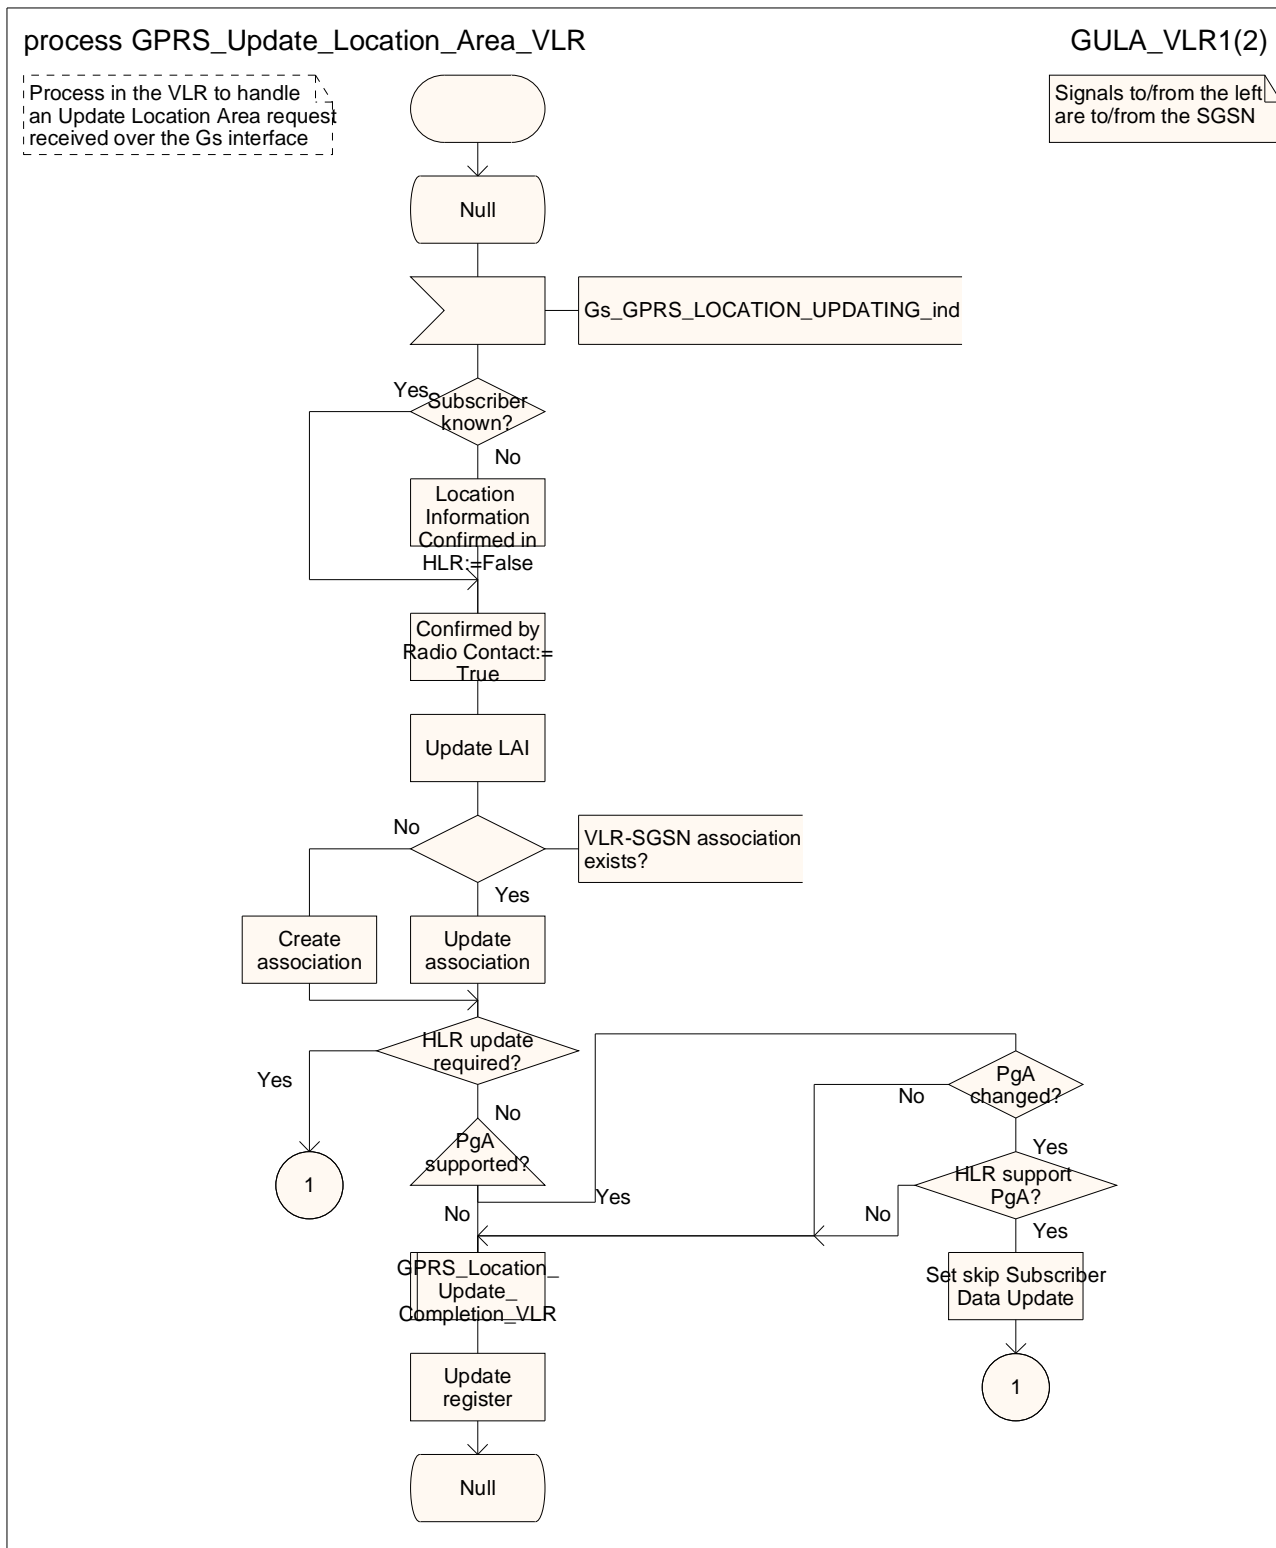 process GPRS_Update_Location_Area_VLR
GULA_VLR1(2)
Process in the VLR to handle
an Update Location Area request
received over the Gs interface
Signals to/from the left
are to/from the SGSN
Null
Gs_GPRS_LOCATION_UPDATING_ind
Yes
Subscriber
known?
No
Location
Information
Confirmed in
HLR:=False
Confirmed by
Radio Contact:=
True
Update LAI
No
VLR-SGSN association
exists?
Yes
Create
association
Update
association
HLR update
required?
Yes
No
PgA
changed?
No
Yes
PgA
supported?
1
Yes
No
HLR support
PgA?
No
Yes
GPRS_Location_
Update_
Completion_VLR
Set skip Subscriber
Data Update
Update
register
1
Null